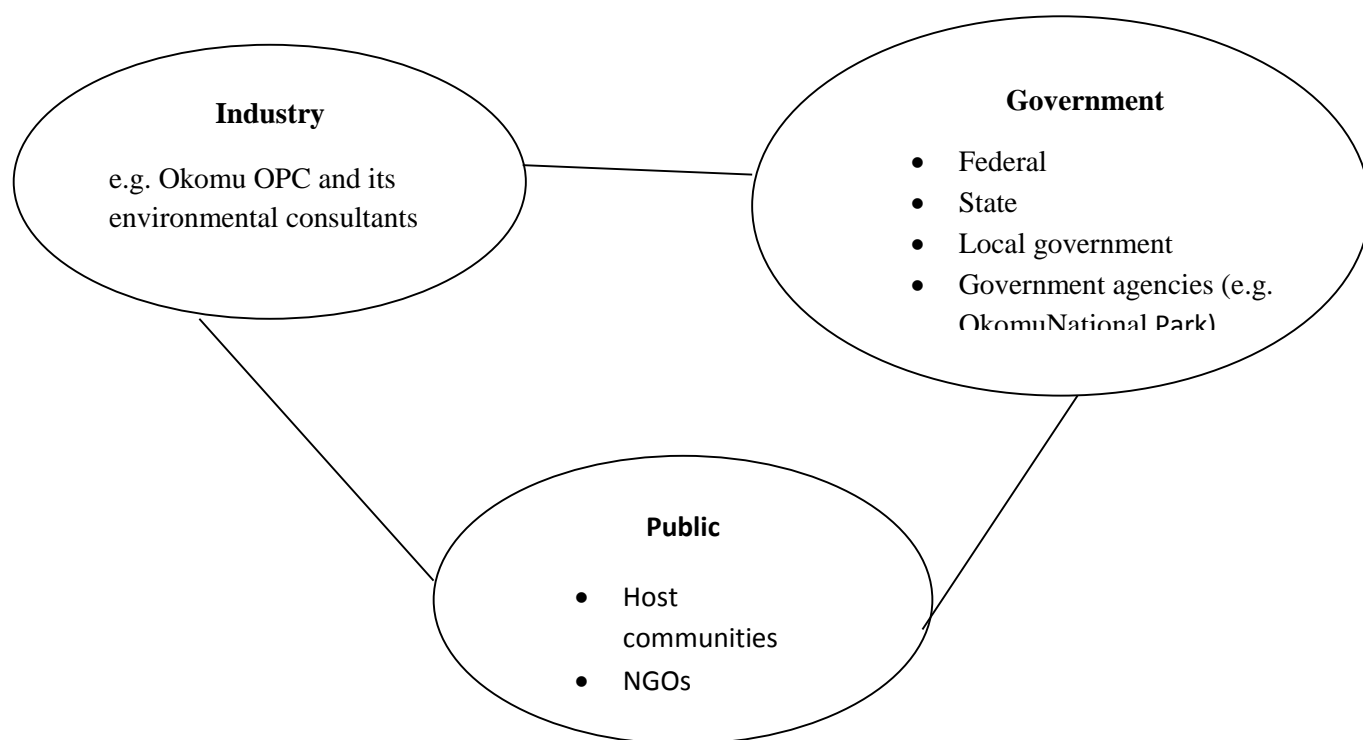 Industry
e.g. Okomu OPC and its
environmental consultants
Government
• Federal
• State
• Local government
• Government agencies (e.g.
OkomuNational Park)
Public
• Host
communities
• NGOs